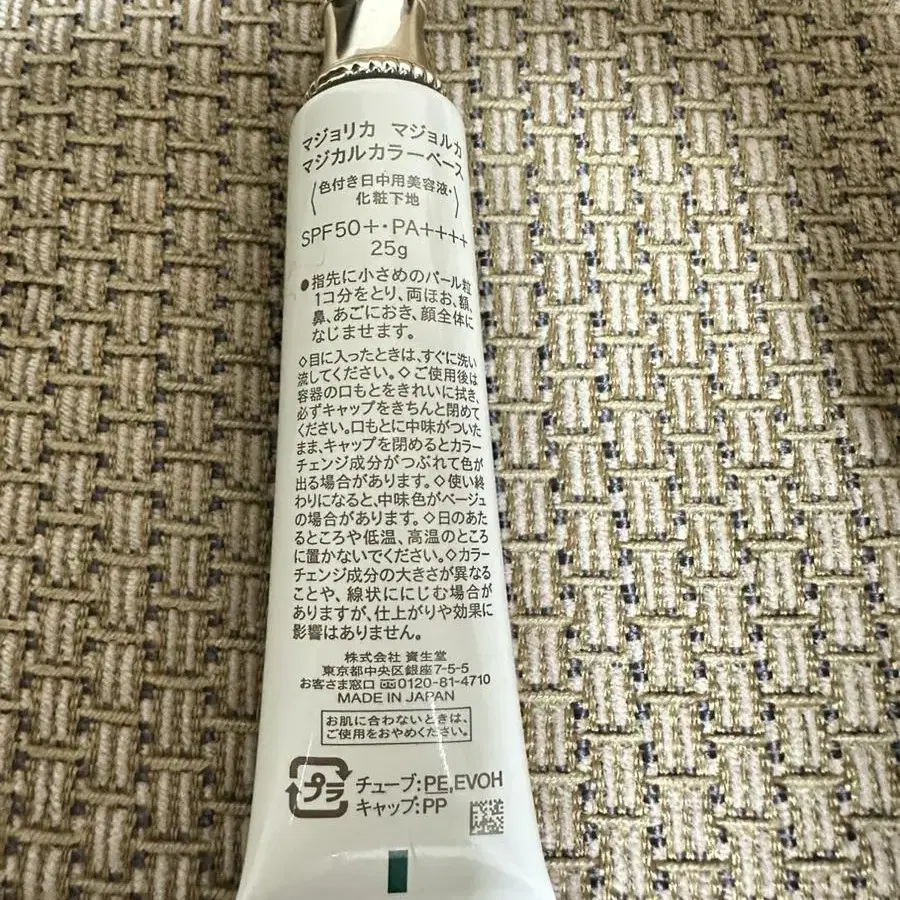 マジョリカ マジョルカ
マジカルカラーベース
(色付き日中用美容液・
化粧下地)
SPF50+・PA++++
25g
●指先に小さめのパール粒
1コ分をとり、両ほお、額、
鼻、あごにおき、顔全体に
なじませます。
◇目に入ったときは、すぐに洗い
流してください。◇ご使用後は
容器の口もとをきれいに拭き、
必ずキャップをきちんと閉めて
ください。口もとに中味がついた
まま、キャップを閉めるとカラー
チェンジ成分がつぶれて色が
出る場合があります。◇使い終
わりになると、中味色がベージュ
の場合があります。◇日のあた
るところや低温、高温のところ
に置かないでください。◇カラー
チェンジ成分の大きさが異なる
ことや、線状ににじむ場合が
ありますが、仕上がりや効果に
影響はありません。
株式会社 資生堂
東京都中央区銀座7-5-5
お客さま窓口 0120-81-4710
MADE IN JAPAN
お肌に合わないときは、
ご使用をおやめください。
プラ
チューブ:PE,EVOH
キャップ:PP